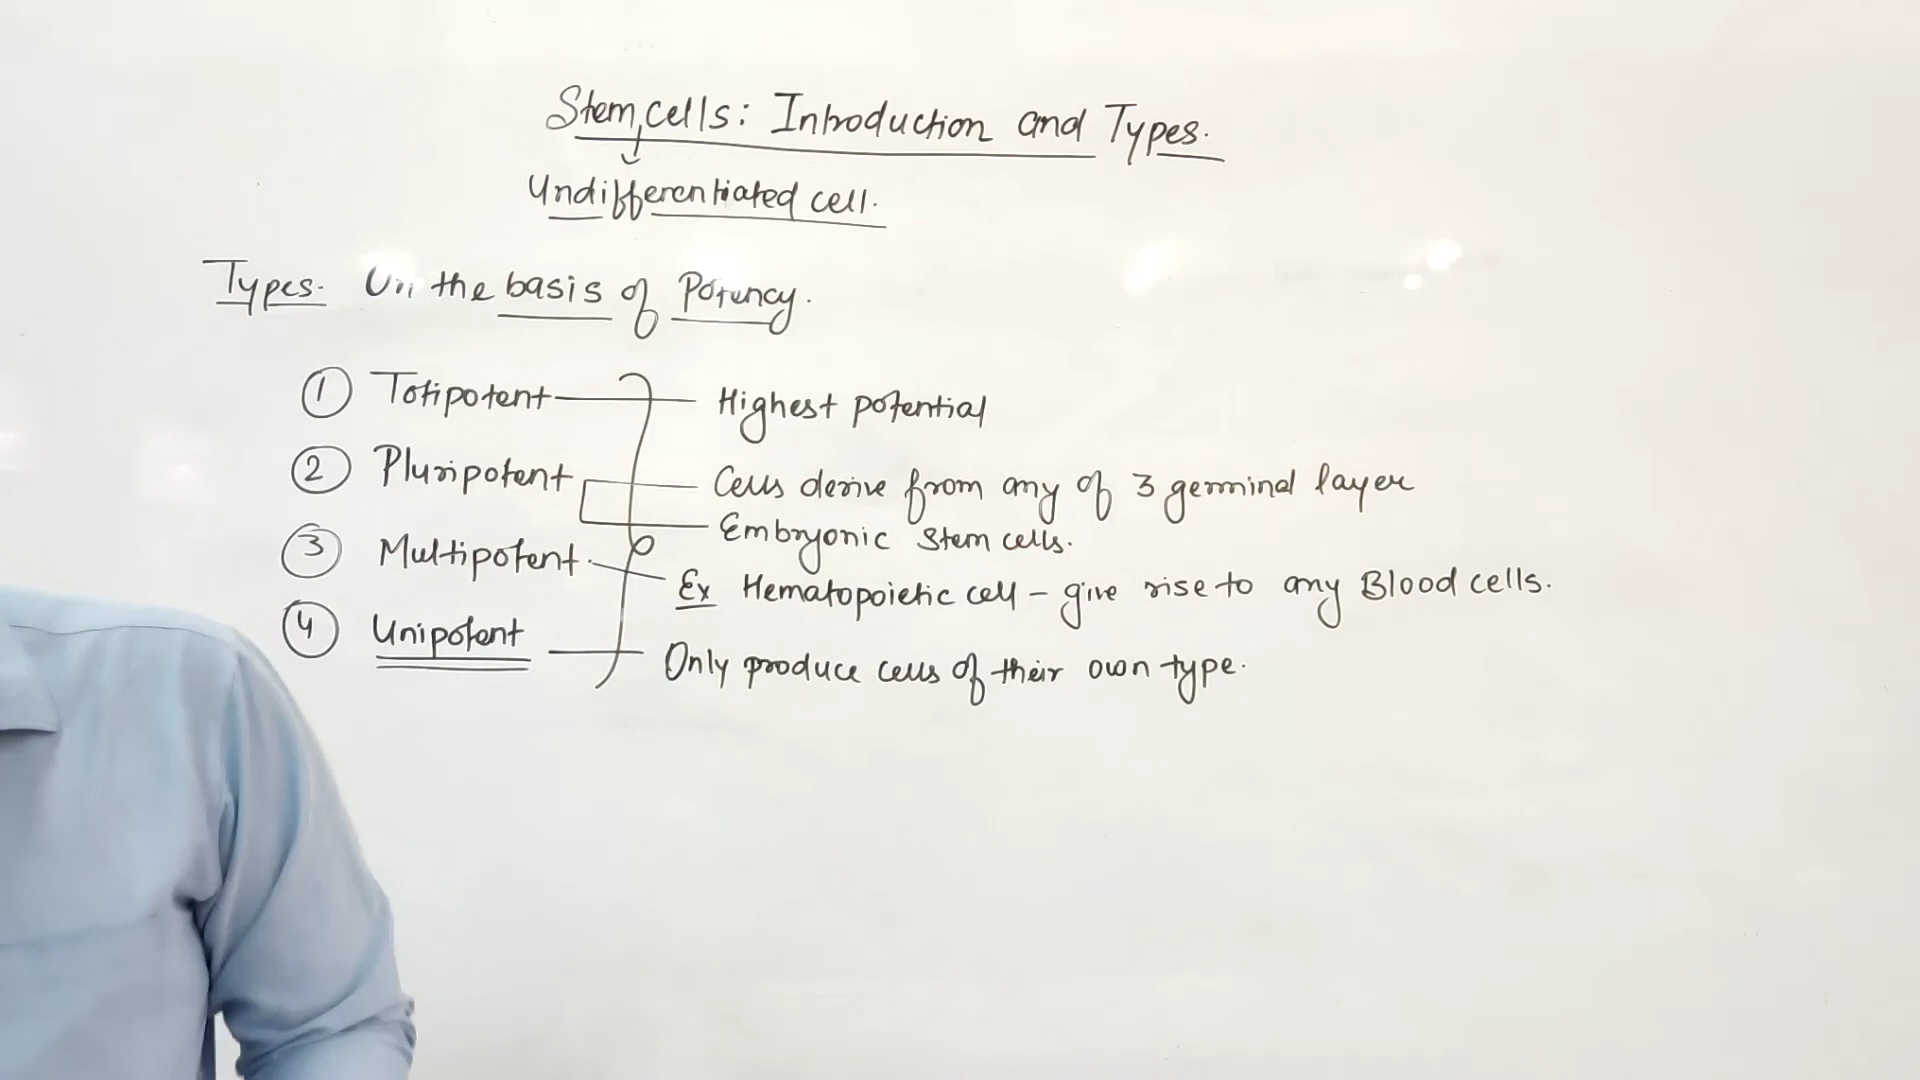 Stem cells: Introduction and Types.
Undifferentiated cell.
Types. On the basis of Potency.
1 Totipotent Highest potential
2 Pluripotent Cells derive from any of 3 germinal layer
Embryonic Stem cells.
3 Multipotent. Ex Hematopoietic cell - give rise to any Blood cells.
4 Unipotent Only produce cells of their own type.